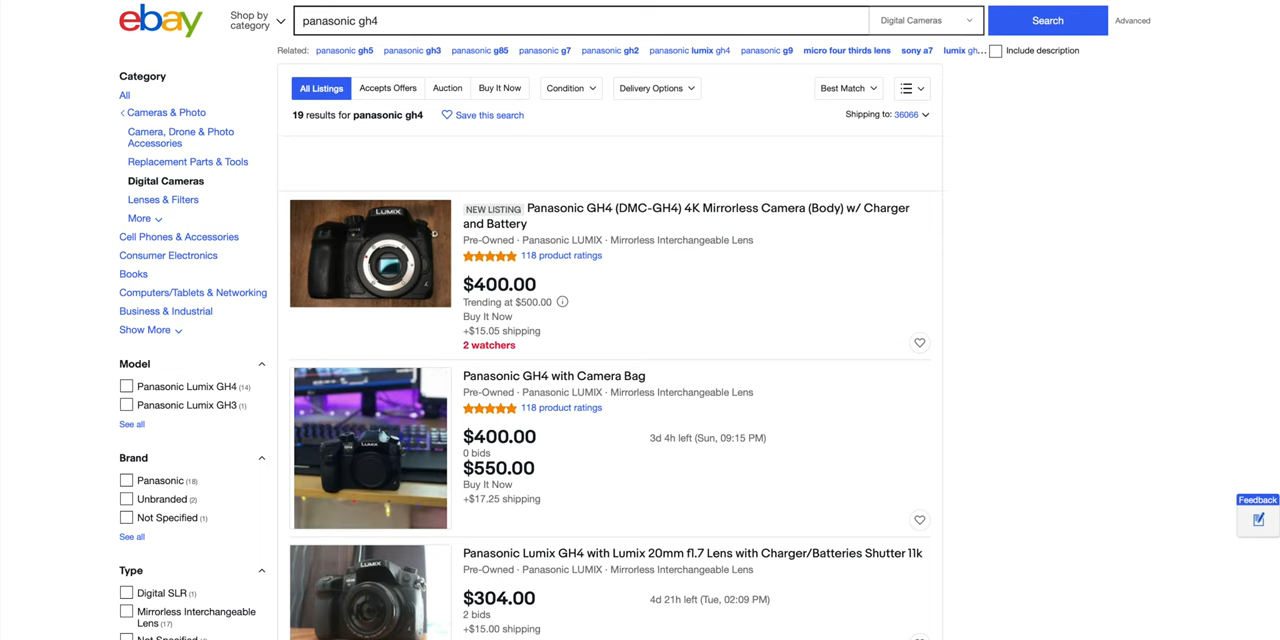 ebay
Shop by
category
panasonic gh4
Digital Cameras
Search
Advanced
Related: panasonic gh5 panasonic gh3 panasonic g85 panasonic g7 panasonic gh2 panasonic lumix gh4 panasonic g9 micro four thirds lens sony a7 lumix gh...
Include description
Category
All
Cameras & Photo
Camera, Drone & Photo
Accessories
Replacement Parts & Tools
Digital Cameras
Lenses & Filters
More
Cell Phones & Accessories
Consumer Electronics
Books
Computers/Tablets & Networking
Business & Industrial
Show More
Model
Panasonic Lumix GH4 (14)
Panasonic Lumix GH3 (1)
See all
Brand
Panasonic (18)
Unbranded (2)
Not Specified (1)
See all
Type
Digital SLR (1)
Mirrorless Interchangeable
Lens (17)
All Listings Accepts Offers Auction Buy It Now Condition Delivery Options Best Match
19 results for panasonic gh4 Save this search Shipping to: 36066
NEW LISTING Panasonic GH4 (DMC-GH4) 4K Mirrorless Camera (Body) w/ Charger
and Battery
Pre-Owned · Panasonic LUMIX · Mirrorless Interchangeable Lens
118 product ratings
$400.00
Trending at $500.00
Buy It Now
+$15.05 shipping
2 watchers
LUMIX
Panasonic GH4 with Camera Bag
Pre-Owned · Panasonic LUMIX · Mirrorless Interchangeable Lens
118 product ratings
$400.00 3d 4h left (Sun, 09:15 PM)
0 bids
$550.00
Buy It Now
+$17.25 shipping
LUMIX
Panasonic Lumix GH4 with Lumix 20mm f1.7 Lens with Charger/Batteries Shutter 11k
Pre-Owned · Panasonic LUMIX · Mirrorless Interchangeable Lens
$304.00 4d 21h left (Tue, 02:09 PM)
2 bids
+$15.00 shipping
LUMIX
Feedback